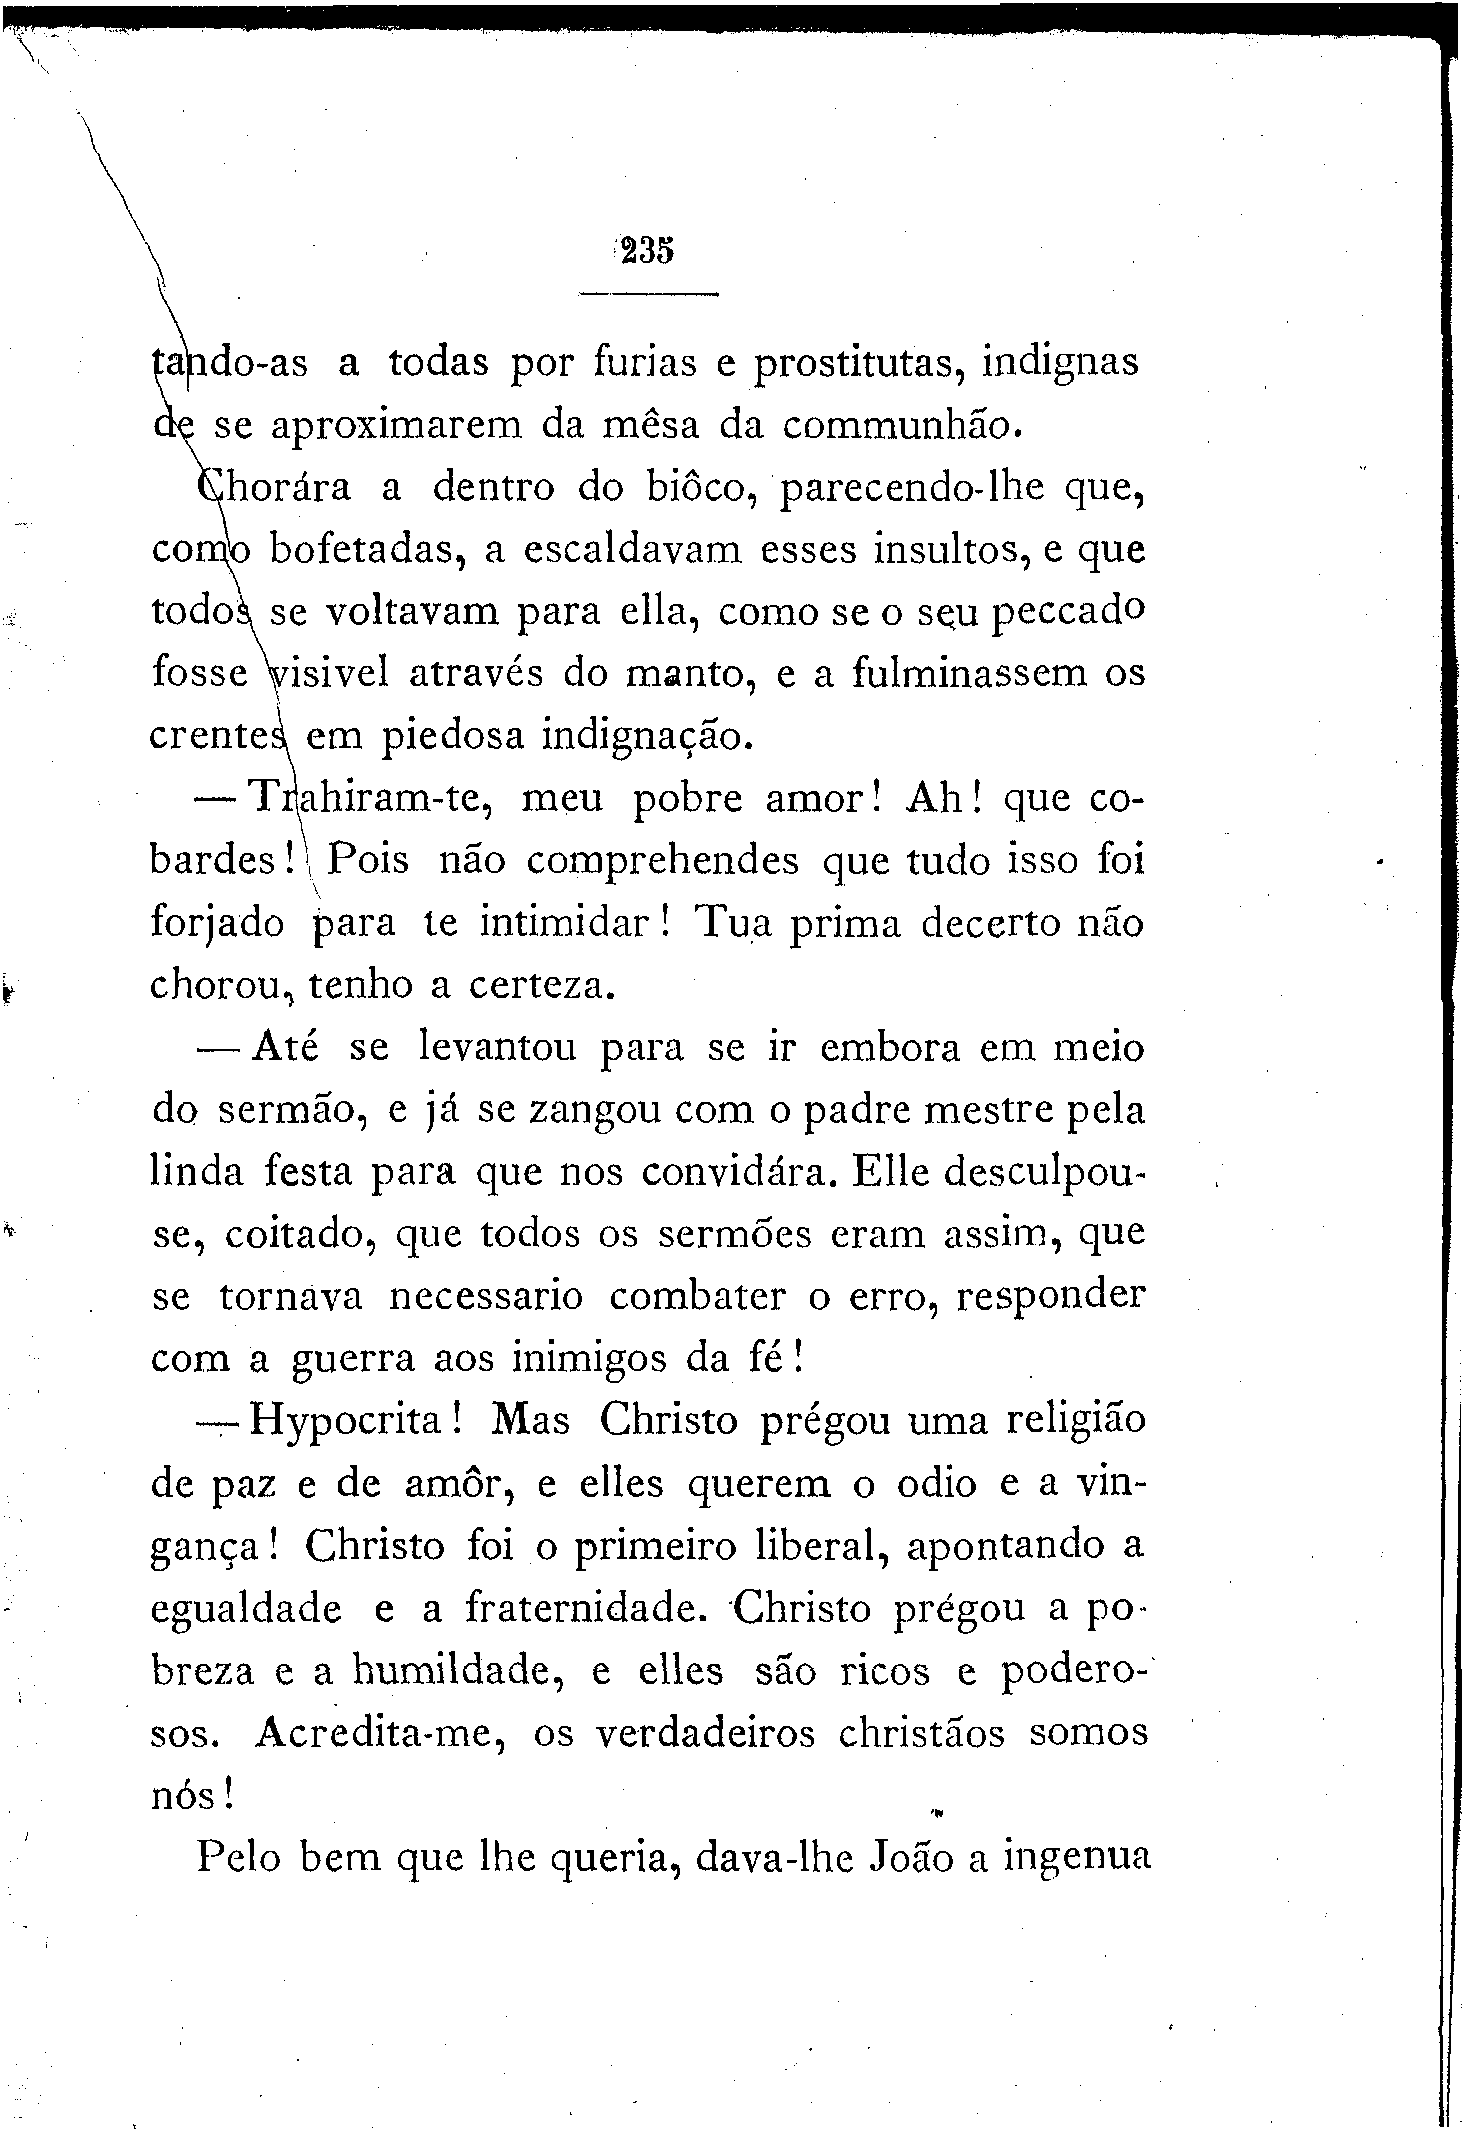 235
tando-as a todas por furias e prostitutas, indignas
de se aproximarem da mêsa da communhão.
Chorára a dentro do biôco, parecendo-lhe que,
como bofetadas, a escaldavam esses insultos, e que
todos se voltavam para ella, como se o seu peccado
fosse visivel através do manto, e a fulminassem os
crentes em piedosa indignação.
— Trahiram-te, meu pobre amor! Ah! que co-
bardes! Pois não comprehendes que tudo isso foi
forjado para te intimidar! Tua prima decerto não
chorou, tenho a certeza.
— Até se levantou para se ir embora em meio
do sermão, e já se zangou com o padre mestre pela
linda festa para que nos convidára. Elle desculpou-
se, coitado, que todos os sermões eram assim, que
se tornava necessario combater o erro, responder
com a guerra aos inimigos da fé!
— Hypocrita! Mas Christo prégou uma religião
de paz e de amôr, e elles querem o odio e a vin-
gança! Christo foi o primeiro liberal, apontando a
egualdade e a fraternidade. Christo prégou a po-
breza e a humildade, e elles são ricos e podero-
sos. Acredita-me, os verdadeiros christãos somos
nós!
Pelo bem que lhe queria, dava-lhe João a ingenua